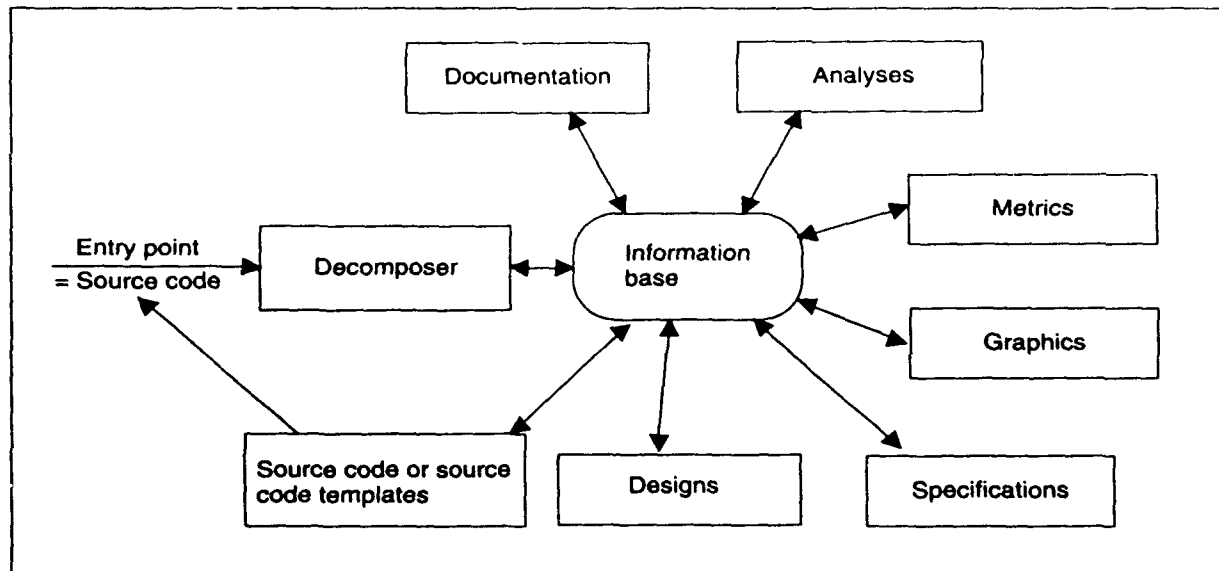 Documentation
Analyses
Metrics
Entry point
= Source code
Decomposer
Information
base
Graphics
Source code or source
code templates
Designs
Specifications